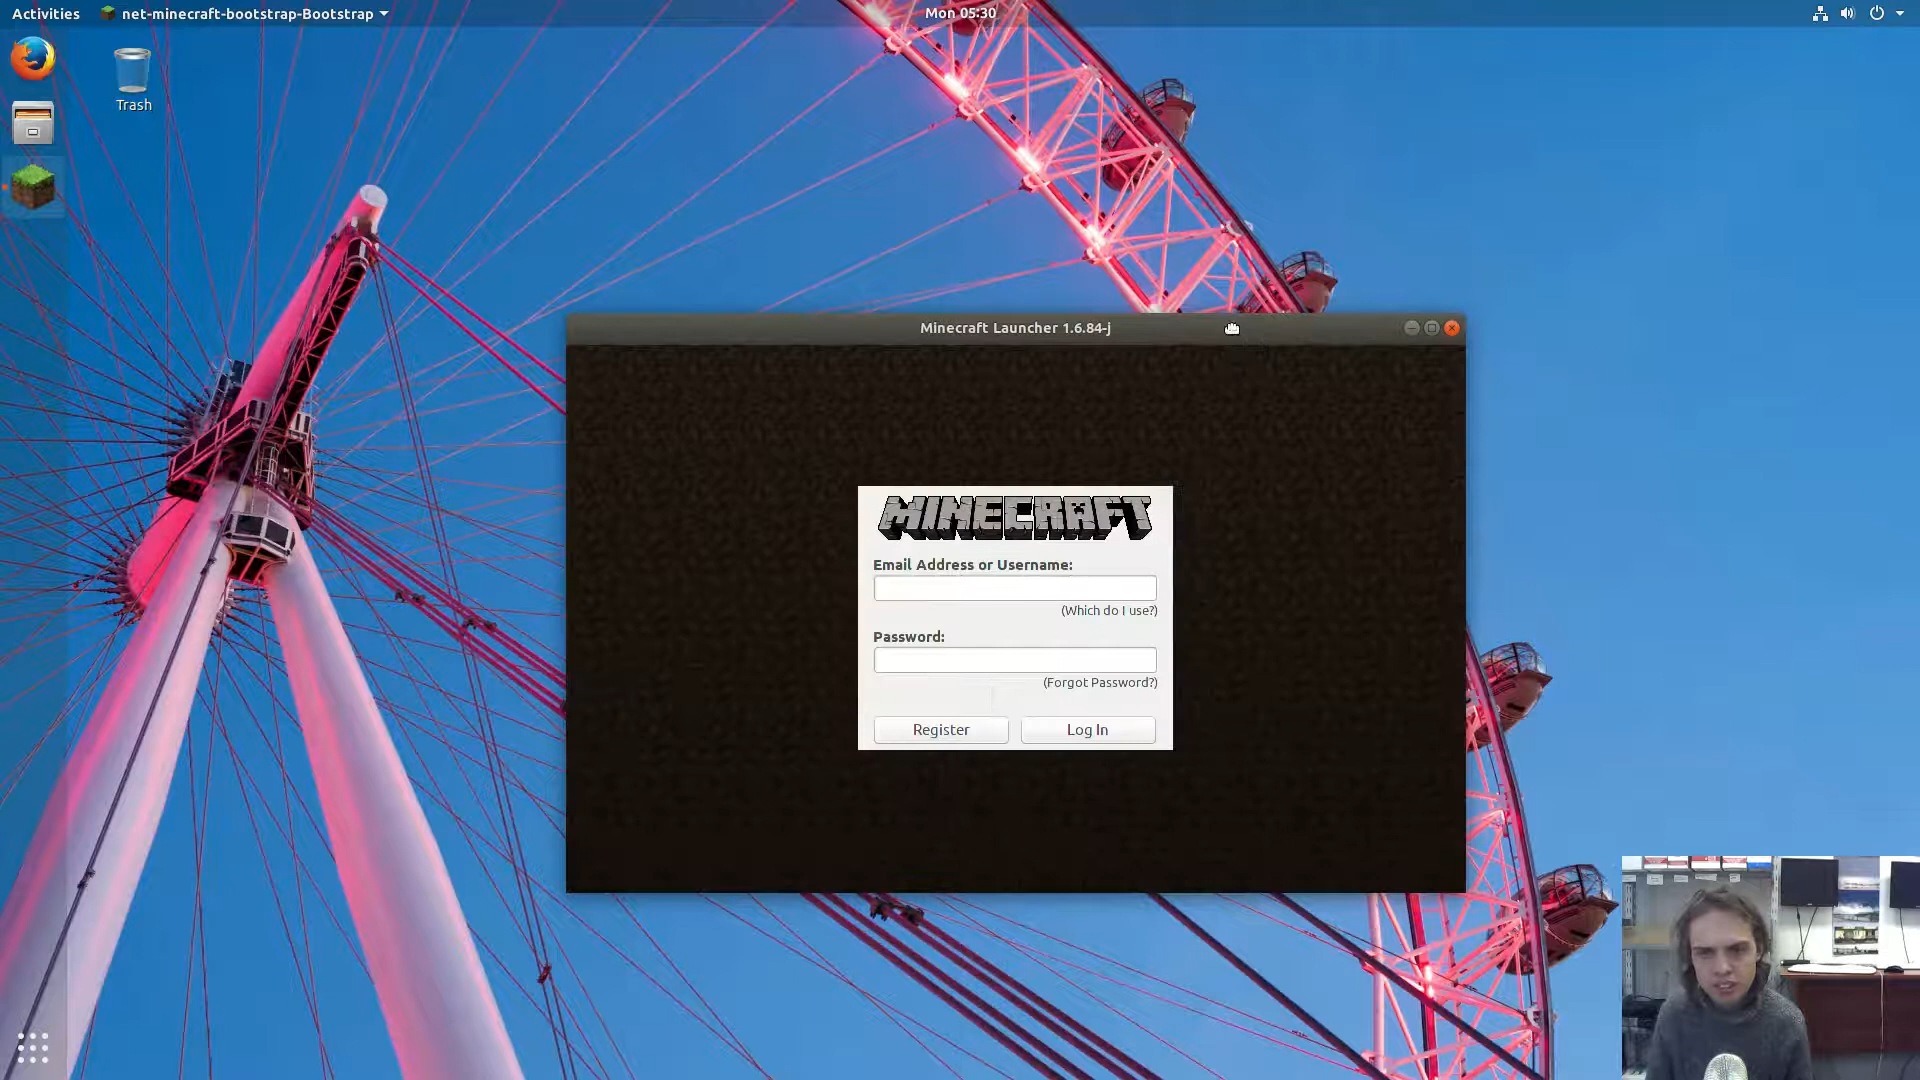 Activities
net-minecraft-bootstrap-Bootstrap
Mon 05:30
Trash
Minecraft Launcher 1.6.84-j
MINECRAFT
Email Address or Username:
(Which do I use?)
Password:
(Forgot Password?)
Register
Log In